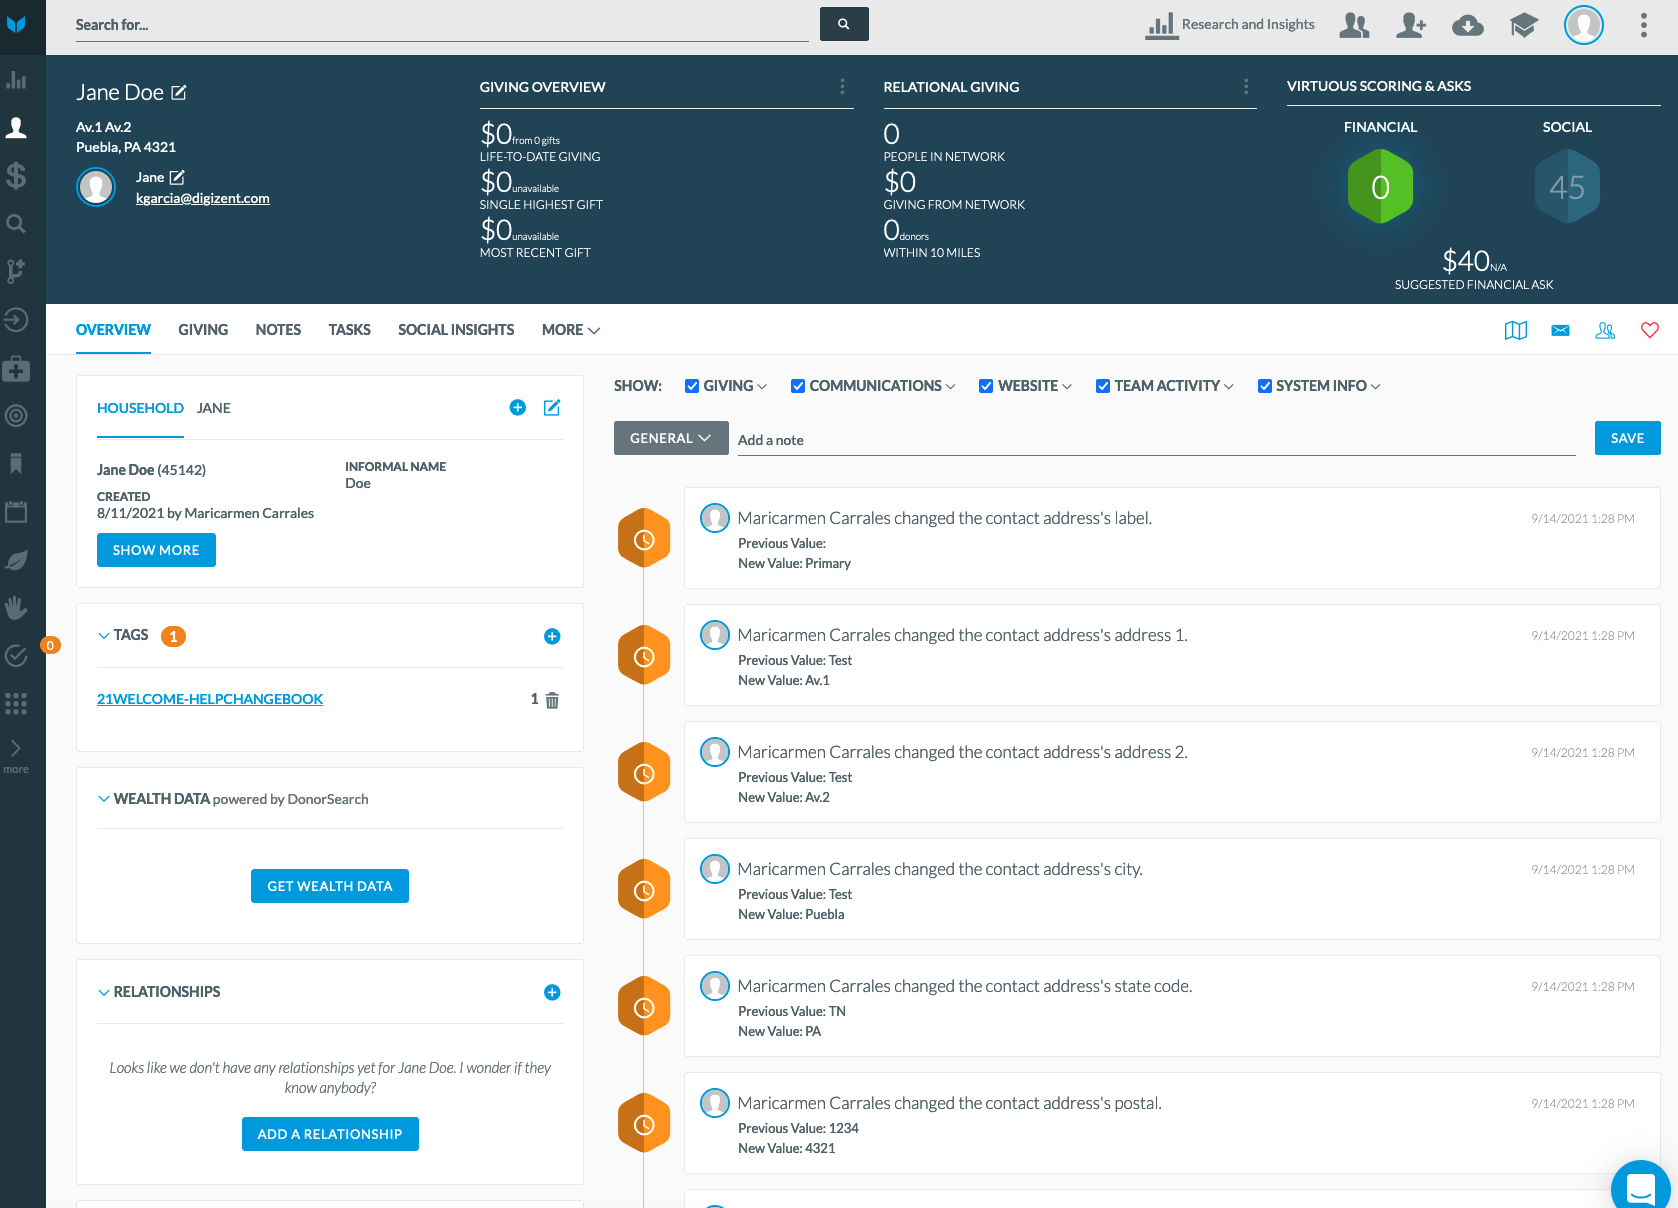 Search for...
Research and Insights
Jane Doe
Av.1 Av.2
Puebla, PA 4321
Jane
kgarcia@digizent.com
GIVING OVERVIEW
$0 from 0 gifts
LIFE-TO-DATE GIVING
$0 unavailable
SINGLE HIGHEST GIFT
$0 unavailable
MOST RECENT GIFT
RELATIONAL GIVING
0
PEOPLE IN NETWORK
$0
GIVING FROM NETWORK
0 donors
WITHIN 10 MILES
VIRTUOUS SCORING & ASKS
FINANCIAL SOCIAL
0 45
$40 N/A
SUGGESTED FINANCIAL ASK
OVERVIEW GIVING NOTES TASKS SOCIAL INSIGHTS MORE
0
more
HOUSEHOLD JANE
Jane Doe (45142)
CREATED
8/11/2021 by Maricarmen Carrales
INFORMAL NAME
Doe
SHOW MORE
TAGS 1
21WELCOME-HELPCHANGEBOOK 1
WEALTH DATA powered by DonorSearch
GET WEALTH DATA
RELATIONSHIPS
Looks like we don't have any relationships yet for Jane Doe. I wonder if they
know anybody?
ADD A RELATIONSHIP
SHOW: GIVING COMMUNICATIONS WEBSITE TEAM ACTIVITY SYSTEM INFO
GENERAL Add a note SAVE
Maricarmen Carrales changed the contact address's label. 9/14/2021 1:28 PM
Previous Value:
New Value: Primary
Maricarmen Carrales changed the contact address's address 1. 9/14/2021 1:28 PM
Previous Value: Test
New Value: Av.1
Maricarmen Carrales changed the contact address's address 2. 9/14/2021 1:28 PM
Previous Value: Test
New Value: Av.2
Maricarmen Carrales changed the contact address's city. 9/14/2021 1:28 PM
Previous Value: Test
New Value: Puebla
Maricarmen Carrales changed the contact address's state code. 9/14/2021 1:28 PM
Previous Value: TN
New Value: PA
Maricarmen Carrales changed the contact address's postal. 9/14/2021 1:28 PM
Previous Value: 1234
New Value: 4321